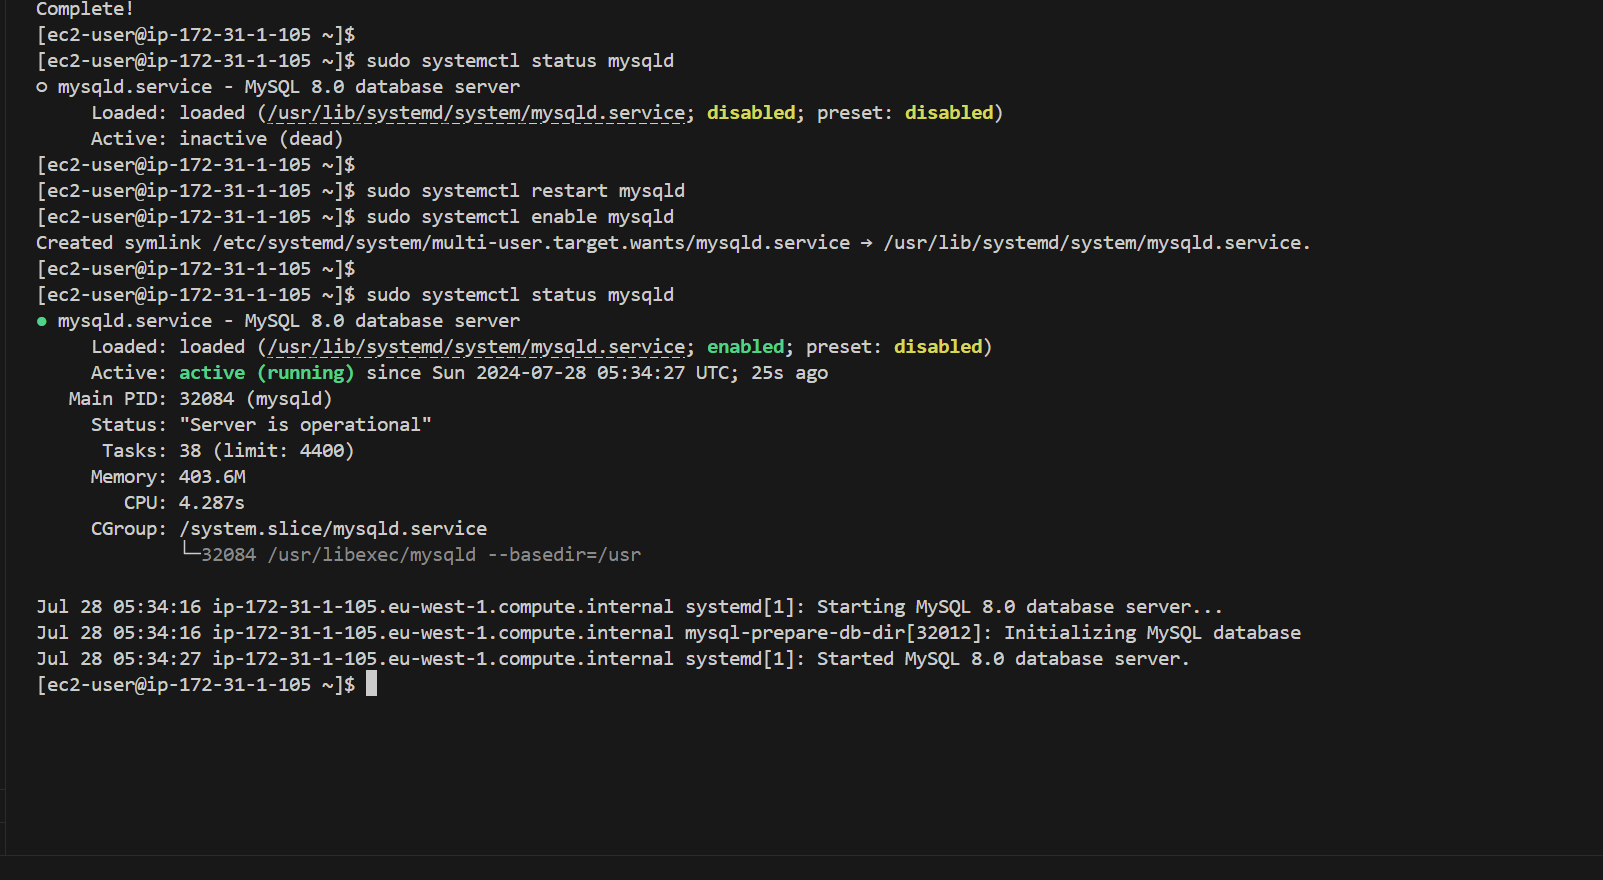 Complete!
[ec2-user@ip-172-31-1-105 ~]$
[ec2-user@ip-172-31-1-105 ~]$ sudo systemctl status mysqld
○ mysqld.service - MySQL 8.0 database server
     Loaded: loaded (/usr/lib/systemd/system/mysqld.service; disabled; preset: disabled)
     Active: inactive (dead)
[ec2-user@ip-172-31-1-105 ~]$
[ec2-user@ip-172-31-1-105 ~]$ sudo systemctl restart mysqld
[ec2-user@ip-172-31-1-105 ~]$ sudo systemctl enable mysqld
Created symlink /etc/systemd/system/multi-user.target.wants/mysqld.service → /usr/lib/systemd/system/mysqld.service.
[ec2-user@ip-172-31-1-105 ~]$
[ec2-user@ip-172-31-1-105 ~]$ sudo systemctl status mysqld
● mysqld.service - MySQL 8.0 database server
     Loaded: loaded (/usr/lib/systemd/system/mysqld.service; enabled; preset: disabled)
     Active: active (running) since Sun 2024-07-28 05:34:27 UTC; 25s ago
   Main PID: 32084 (mysqld)
     Status: "Server is operational"
      Tasks: 38 (limit: 4400)
     Memory: 403.6M
        CPU: 4.287s
     CGroup: /system.slice/mysqld.service
             └─32084 /usr/libexec/mysqld --basedir=/usr

Jul 28 05:34:16 ip-172-31-1-105.eu-west-1.compute.internal systemd[1]: Starting MySQL 8.0 database server...
Jul 28 05:34:16 ip-172-31-1-105.eu-west-1.compute.internal mysql-prepare-db-dir[32012]: Initializing MySQL database
Jul 28 05:34:27 ip-172-31-1-105.eu-west-1.compute.internal systemd[1]: Started MySQL 8.0 database server.
[ec2-user@ip-172-31-1-105 ~]$